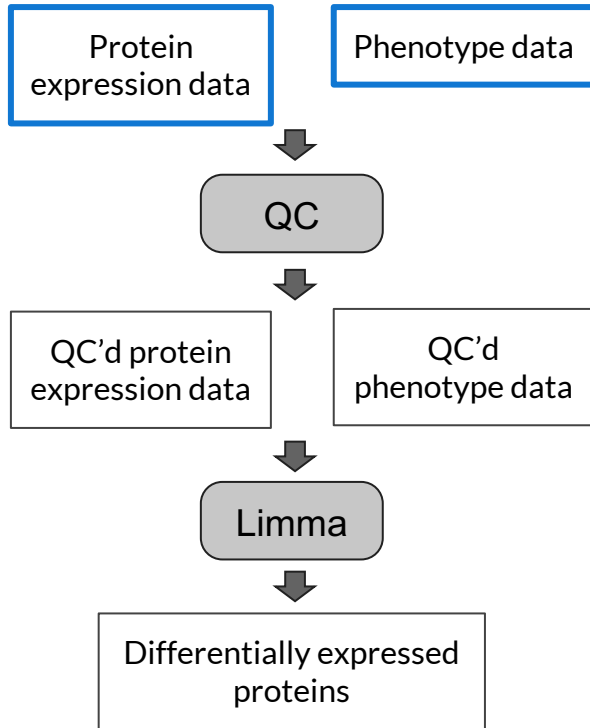 Protein
expression data
Phenotype data
QC
QC’d protein
expression data
QC’d
phenotype data
Limma
Differentially expressed
proteins